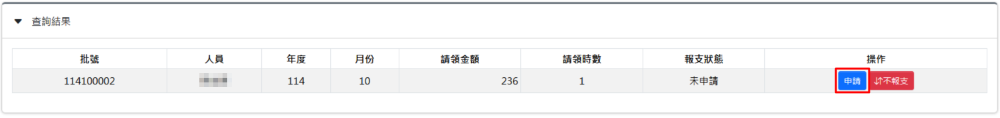 查詢結果
批號 人員 年度 月份 請領金額 請領時數 報支狀態 操作
114100002 114 10 236 1 未申請 申請 不報支